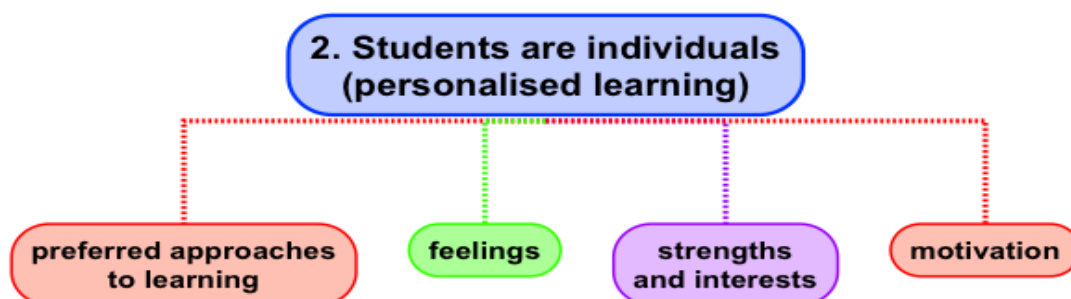 2. Students are individuals
(personalised learning)
preferred approaches
to learning
feelings
strengths
and interests
motivation